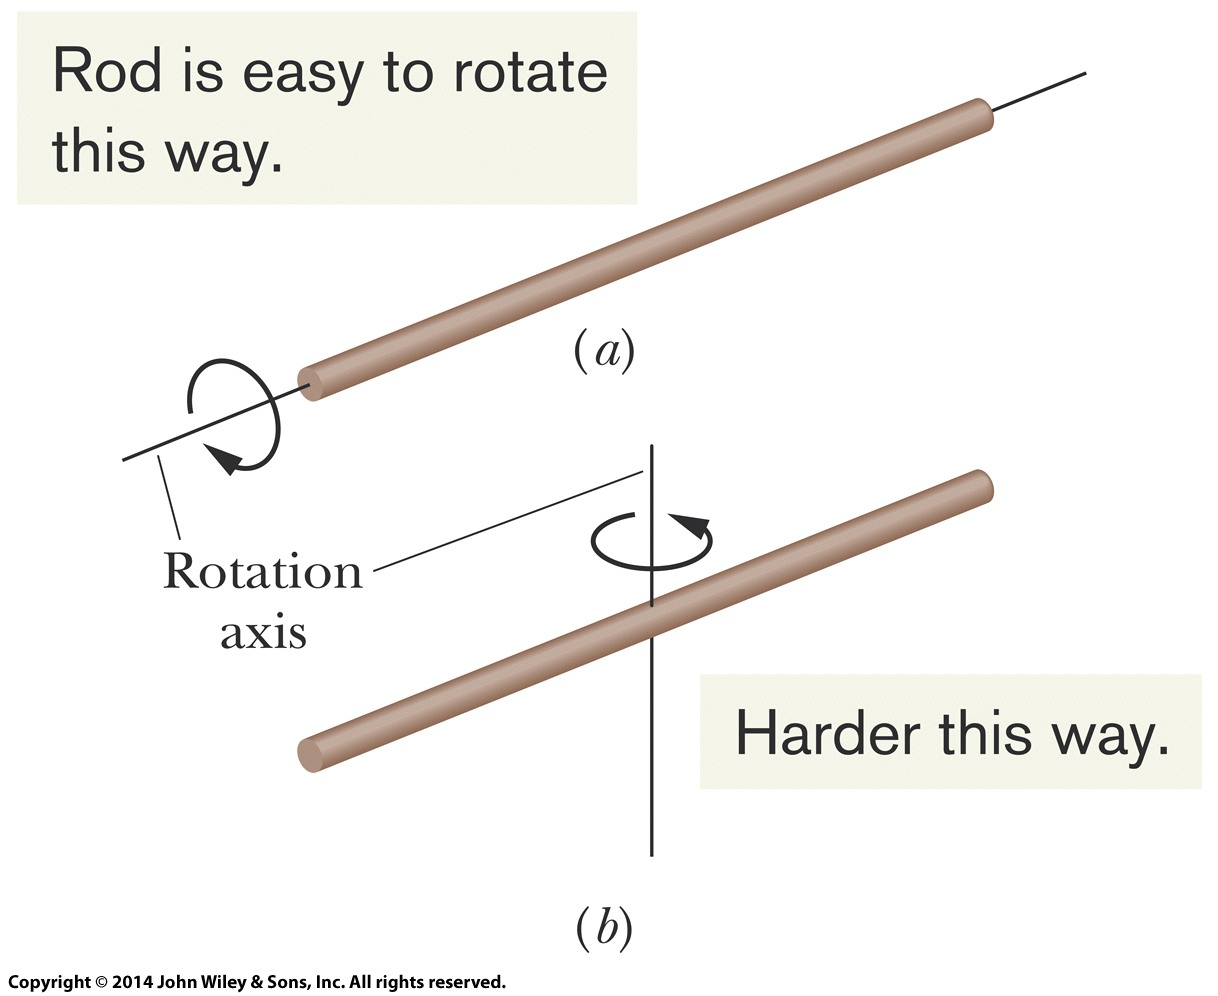 Rod is easy to rotate
this way.
(a)
Rotation
axis
Harder this way.
(b)
Copyright © 2014 John Wiley & Sons, Inc. All rights reserved.